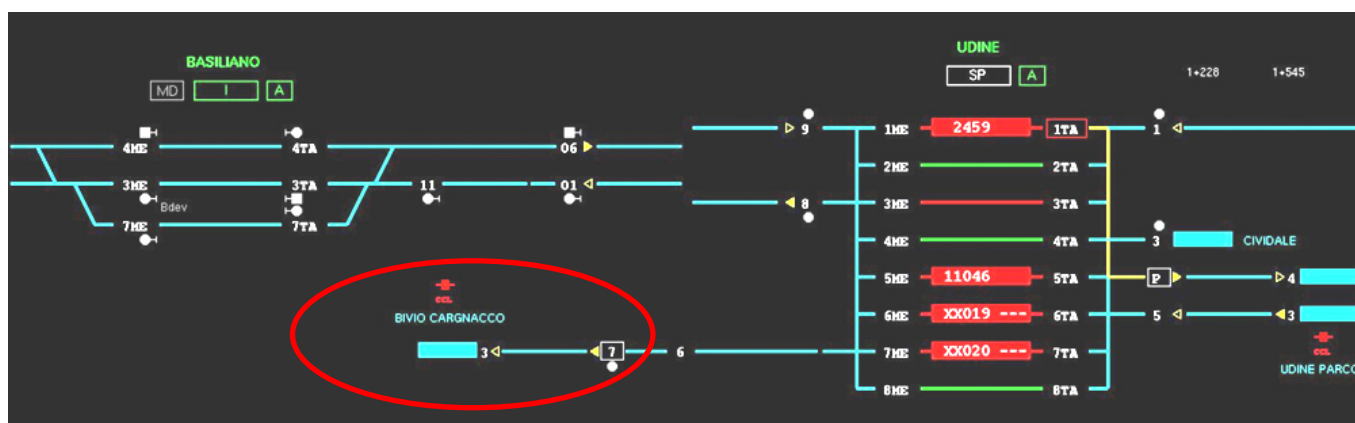 BASILIANO
MD I A
UDINE
SP A
1+228 1+545
4ME 4TA 06
3ME 3TA 11 01
Bdev
7ME 7TA
9 1ME 2459 1TA 1
2ME 2TA
8 3ME 3TA
4ME 4TA 3 CIVIDALE
5ME 11046 5TA P 4
6ME XX019 --- 6TA 5 3
7ME XX020 --- 7TA
8ME 8TA
CCL
BIVIO CARGNACCO
3 7 6
CCL
UDINE PARCO